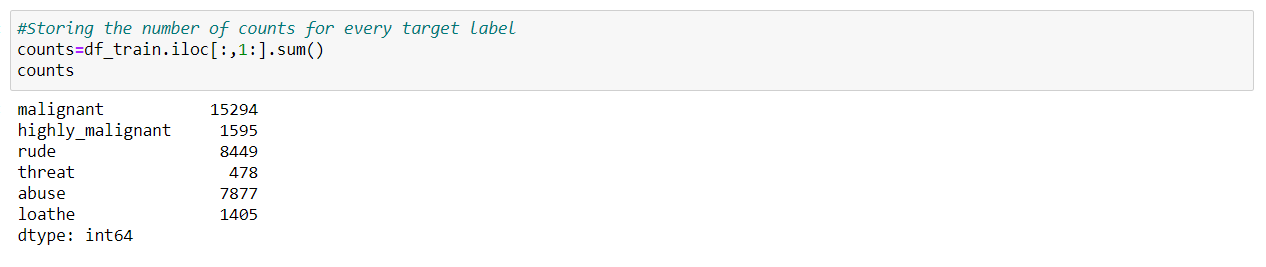 #Storing the number of counts for every target label
counts=df_train.iloc[:,1:].sum()
counts
malignant 15294
highly_malignant 1595
rude 8449
threat 478
abuse 7877
loathe 1405
dtype: int64